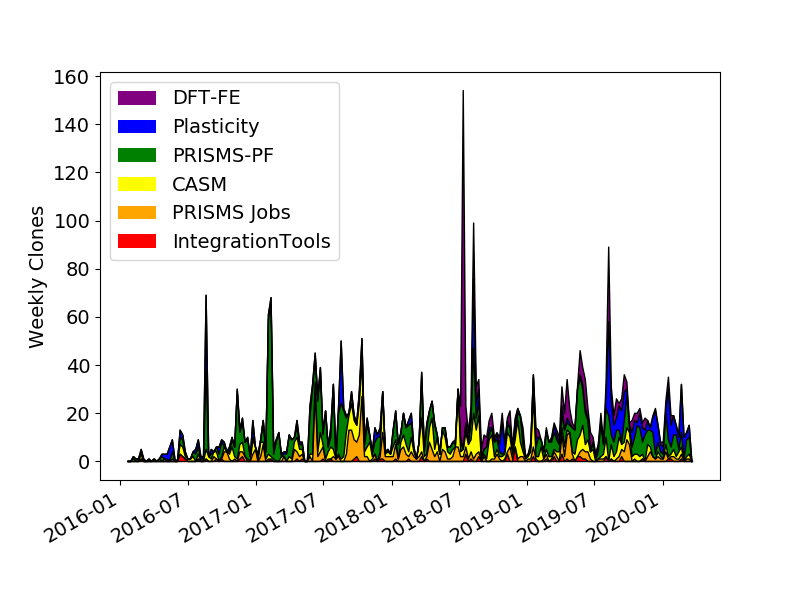 160
140
120
100
80
60
40
20
0
Weekly Clones
DFT-FE
Plasticity
PRISMS-PF
CASM
PRISMS Jobs
IntegrationTools
2016-01
2016-07
2017-01
2017-07
2018-01
2018-07
2019-01
2019-07
2020-01